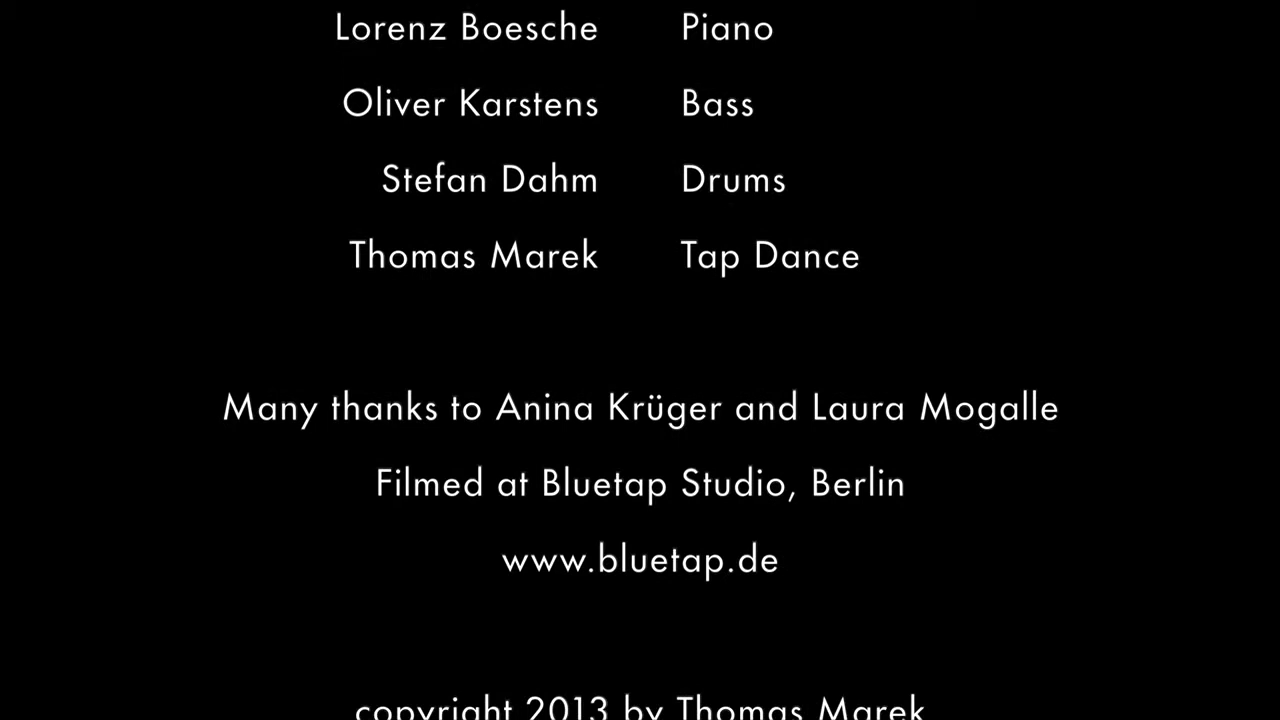 Lorenz Boesche Piano
Oliver Karstens Bass
Stefan Dahm Drums
Thomas Marek Tap Dance
Many thanks to Anina Krüger and Laura Mogalle
Filmed at Bluetap Studio, Berlin
www.bluetap.de
copyright 2013 by Thomas Marek